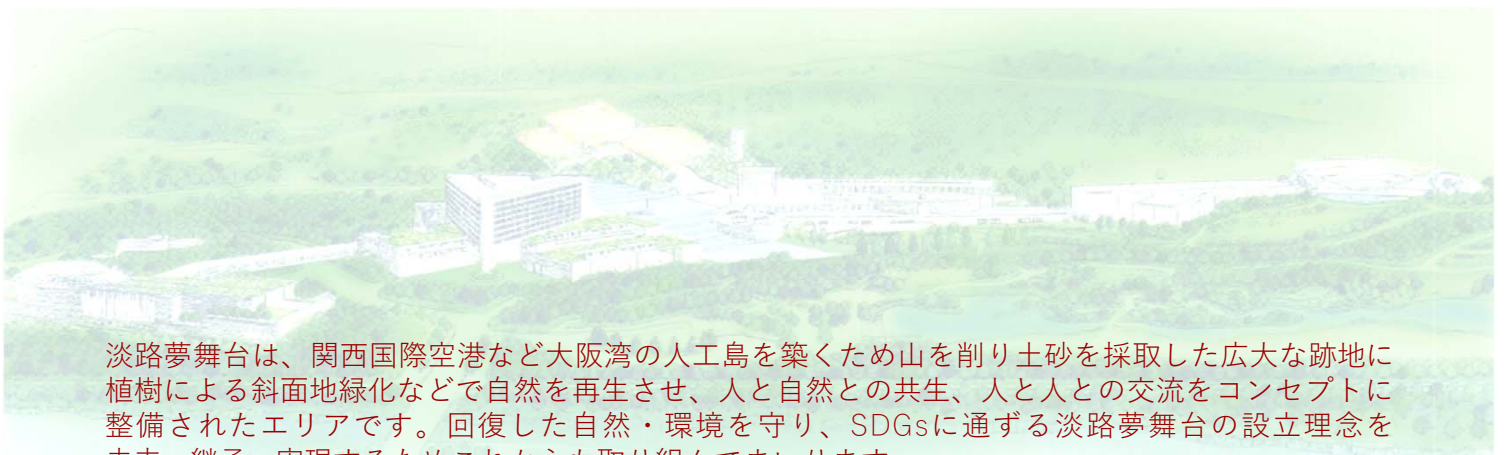 淡路夢舞台は、関西国際空港など大阪湾の人工島を築くため山を削り土砂を採取した広大な跡地に
植樹による斜面地緑化などで自然を再生させ、人と自然との共生、人と人との交流をコンセプトに
整備されたエリアです。回復した自然・環境を守り、SDGsに通ずる淡路夢舞台の設立理念を